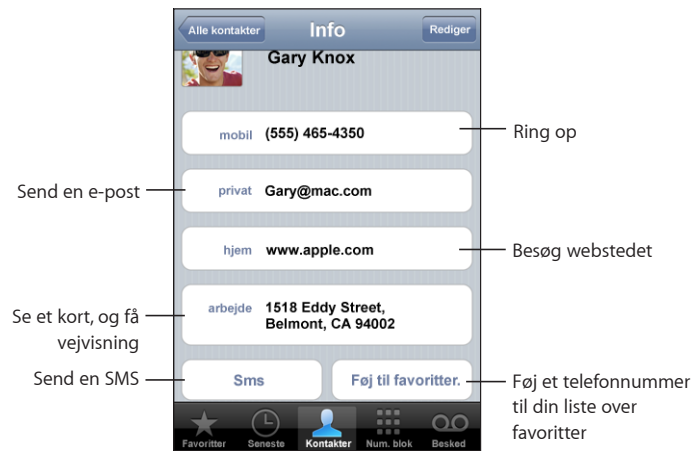 Alle kontakter
Info
Rediger
Gary Knox
mobil (555) 465-4350
Ring op
Send en e-post
privat Gary@mac.com
hjem www.apple.com
Besøg webstedet
Se et kort, og få
vejvisning
arbejde 1518 Eddy Street,
Belmont, CA 94002
Send en SMS
Sms
Føj til favoritter.
Føj et telefonnummer
til din liste over
favoritter
Favoritter
Seneste
Kontakter
Num. blok
Besked